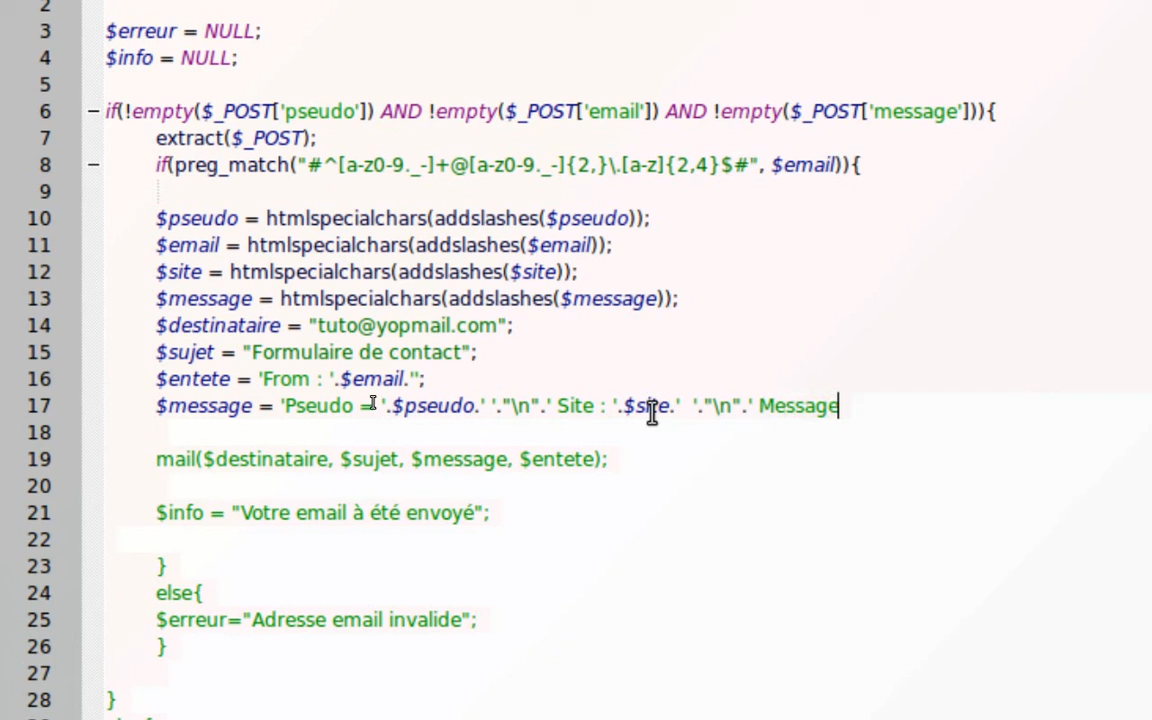 2
3 $erreur = NULL;
4 $info = NULL;
5
6 if(!empty($_POST['pseudo']) AND !empty($_POST['email']) AND !empty($_POST['message'])){
7 extract($_POST);
8 if(preg_match("#^[a-z0-9._-]+@[a-z0-9._-]{2,}\.[a-z]{2,4}$#", $email)){
9
10 $pseudo = htmlspecialchars(addslashes($pseudo));
11 $email = htmlspecialchars(addslashes($email));
12 $site = htmlspecialchars(addslashes($site));
13 $message = htmlspecialchars(addslashes($message));
14 $destinataire = "tuto@yopmail.com";
15 $sujet = "Formulaire de contact";
16 $entete = 'From : '.$email.'';
17 $message = 'Pseudo = '.$pseudo.' '."\n".' Site : '.$site.'  '."\n".' Message
18
19 mail($destinataire, $sujet, $message, $entete);
20
21 $info = "Votre email à été envoyé";
22
23 }
24 else{
25 $erreur="Adresse email invalide";
26 }
27
28 }